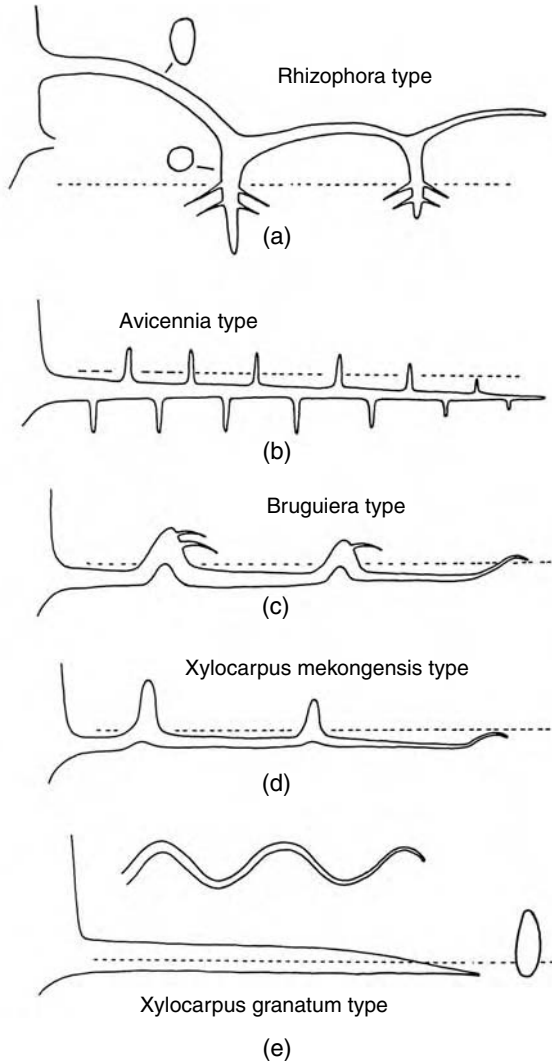 Rhizophora type
(a)
Avicennia type
(b)
Bruguiera type
(c)
Xylocarpus mekongensis type
(d)
Xylocarpus granatum type
(e)